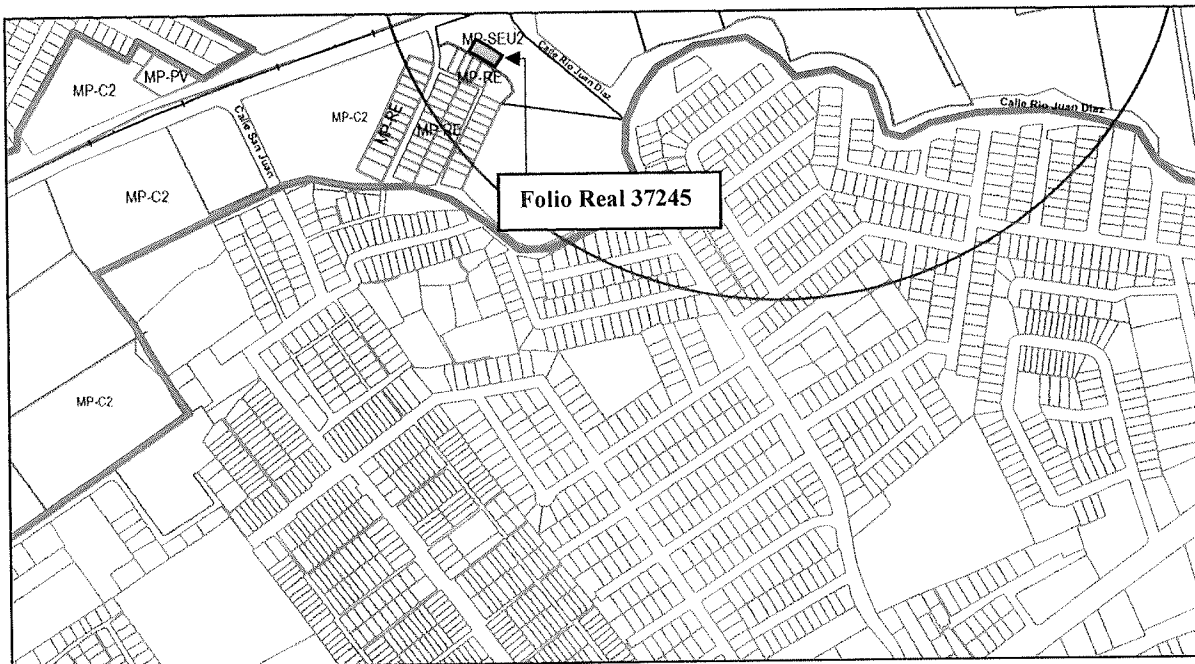 MP-SEU2
MP-PV
MP-RE
MP-C2
Calle Rio Juan Diaz
MP-C2
MP-RE
MP-RE
Calle San Juan
Calle Rio Juan Diaz
MP-C2
Folio Real 37245
MP-C2